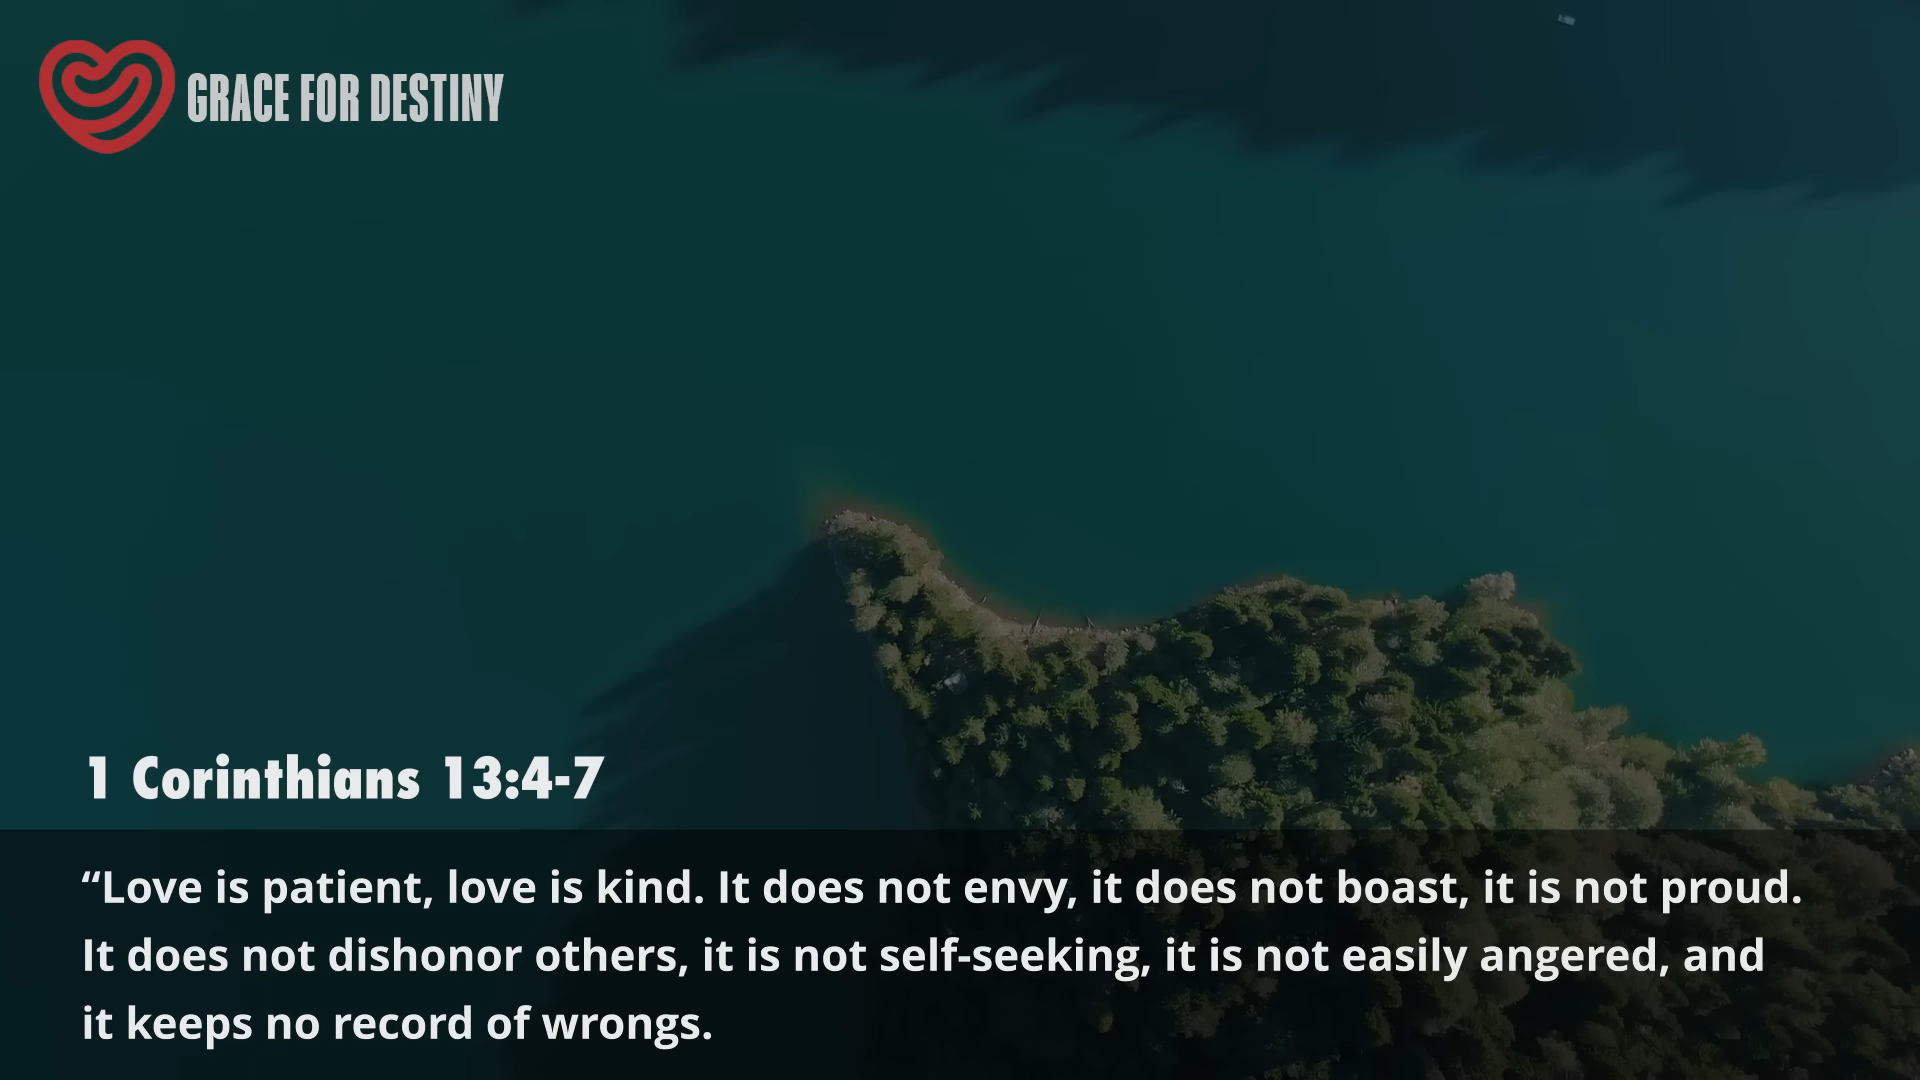 GRACE FOR DESTINY
1 Corinthians 13:4-7
“Love is patient, love is kind. It does not envy, it does not boast, it is not proud.
It does not dishonor others, it is not self-seeking, it is not easily angered, and
it keeps no record of wrongs.